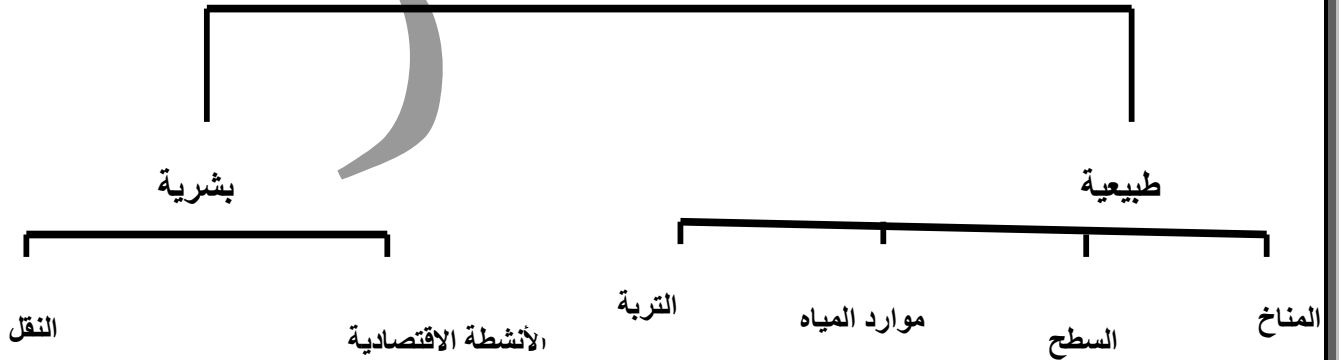 طبيعية
بشرية
المناخ
السطح
موارد المياه
التربة
الأنشطة الاقتصادية
النقل